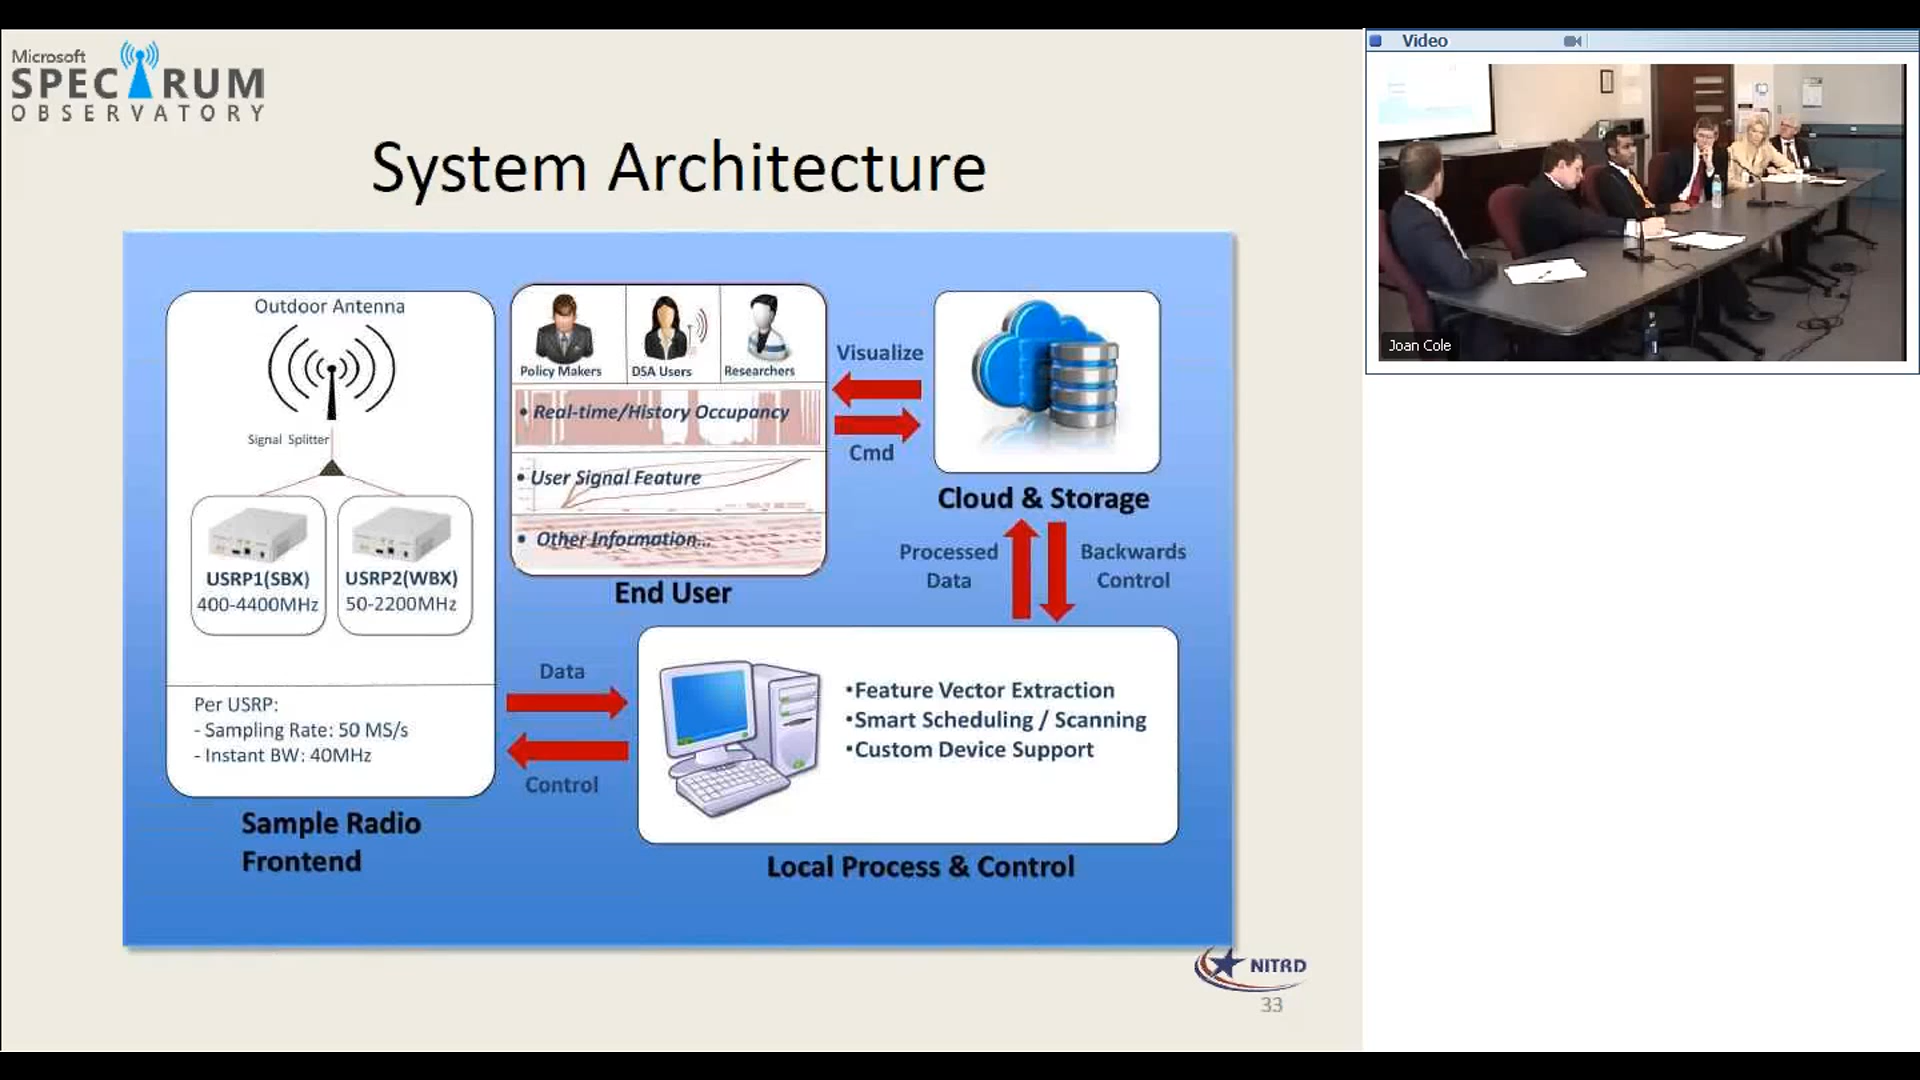 Microsoft
SPECTRUM
OBSERVATORY
System Architecture
Outdoor Antenna
Signal Splitter
USRP1(SBX)
400-4400MHz
USRP2(WBX)
50-2200MHz
Per USRP:
- Sampling Rate: 50 MS/s
- Instant BW: 40MHz
Sample Radio
Frontend
Policy Makers
DSA Users
Researchers
• Real-time/History Occupancy
• User Signal Feature
• Other Information...
End User
Visualize
Cmd
Cloud & Storage
Processed
Data
Backwards
Control
Data
Control
•Feature Vector Extraction
•Smart Scheduling / Scanning
•Custom Device Support
Local Process & Control
NITRD
33
Video
Joan Cole